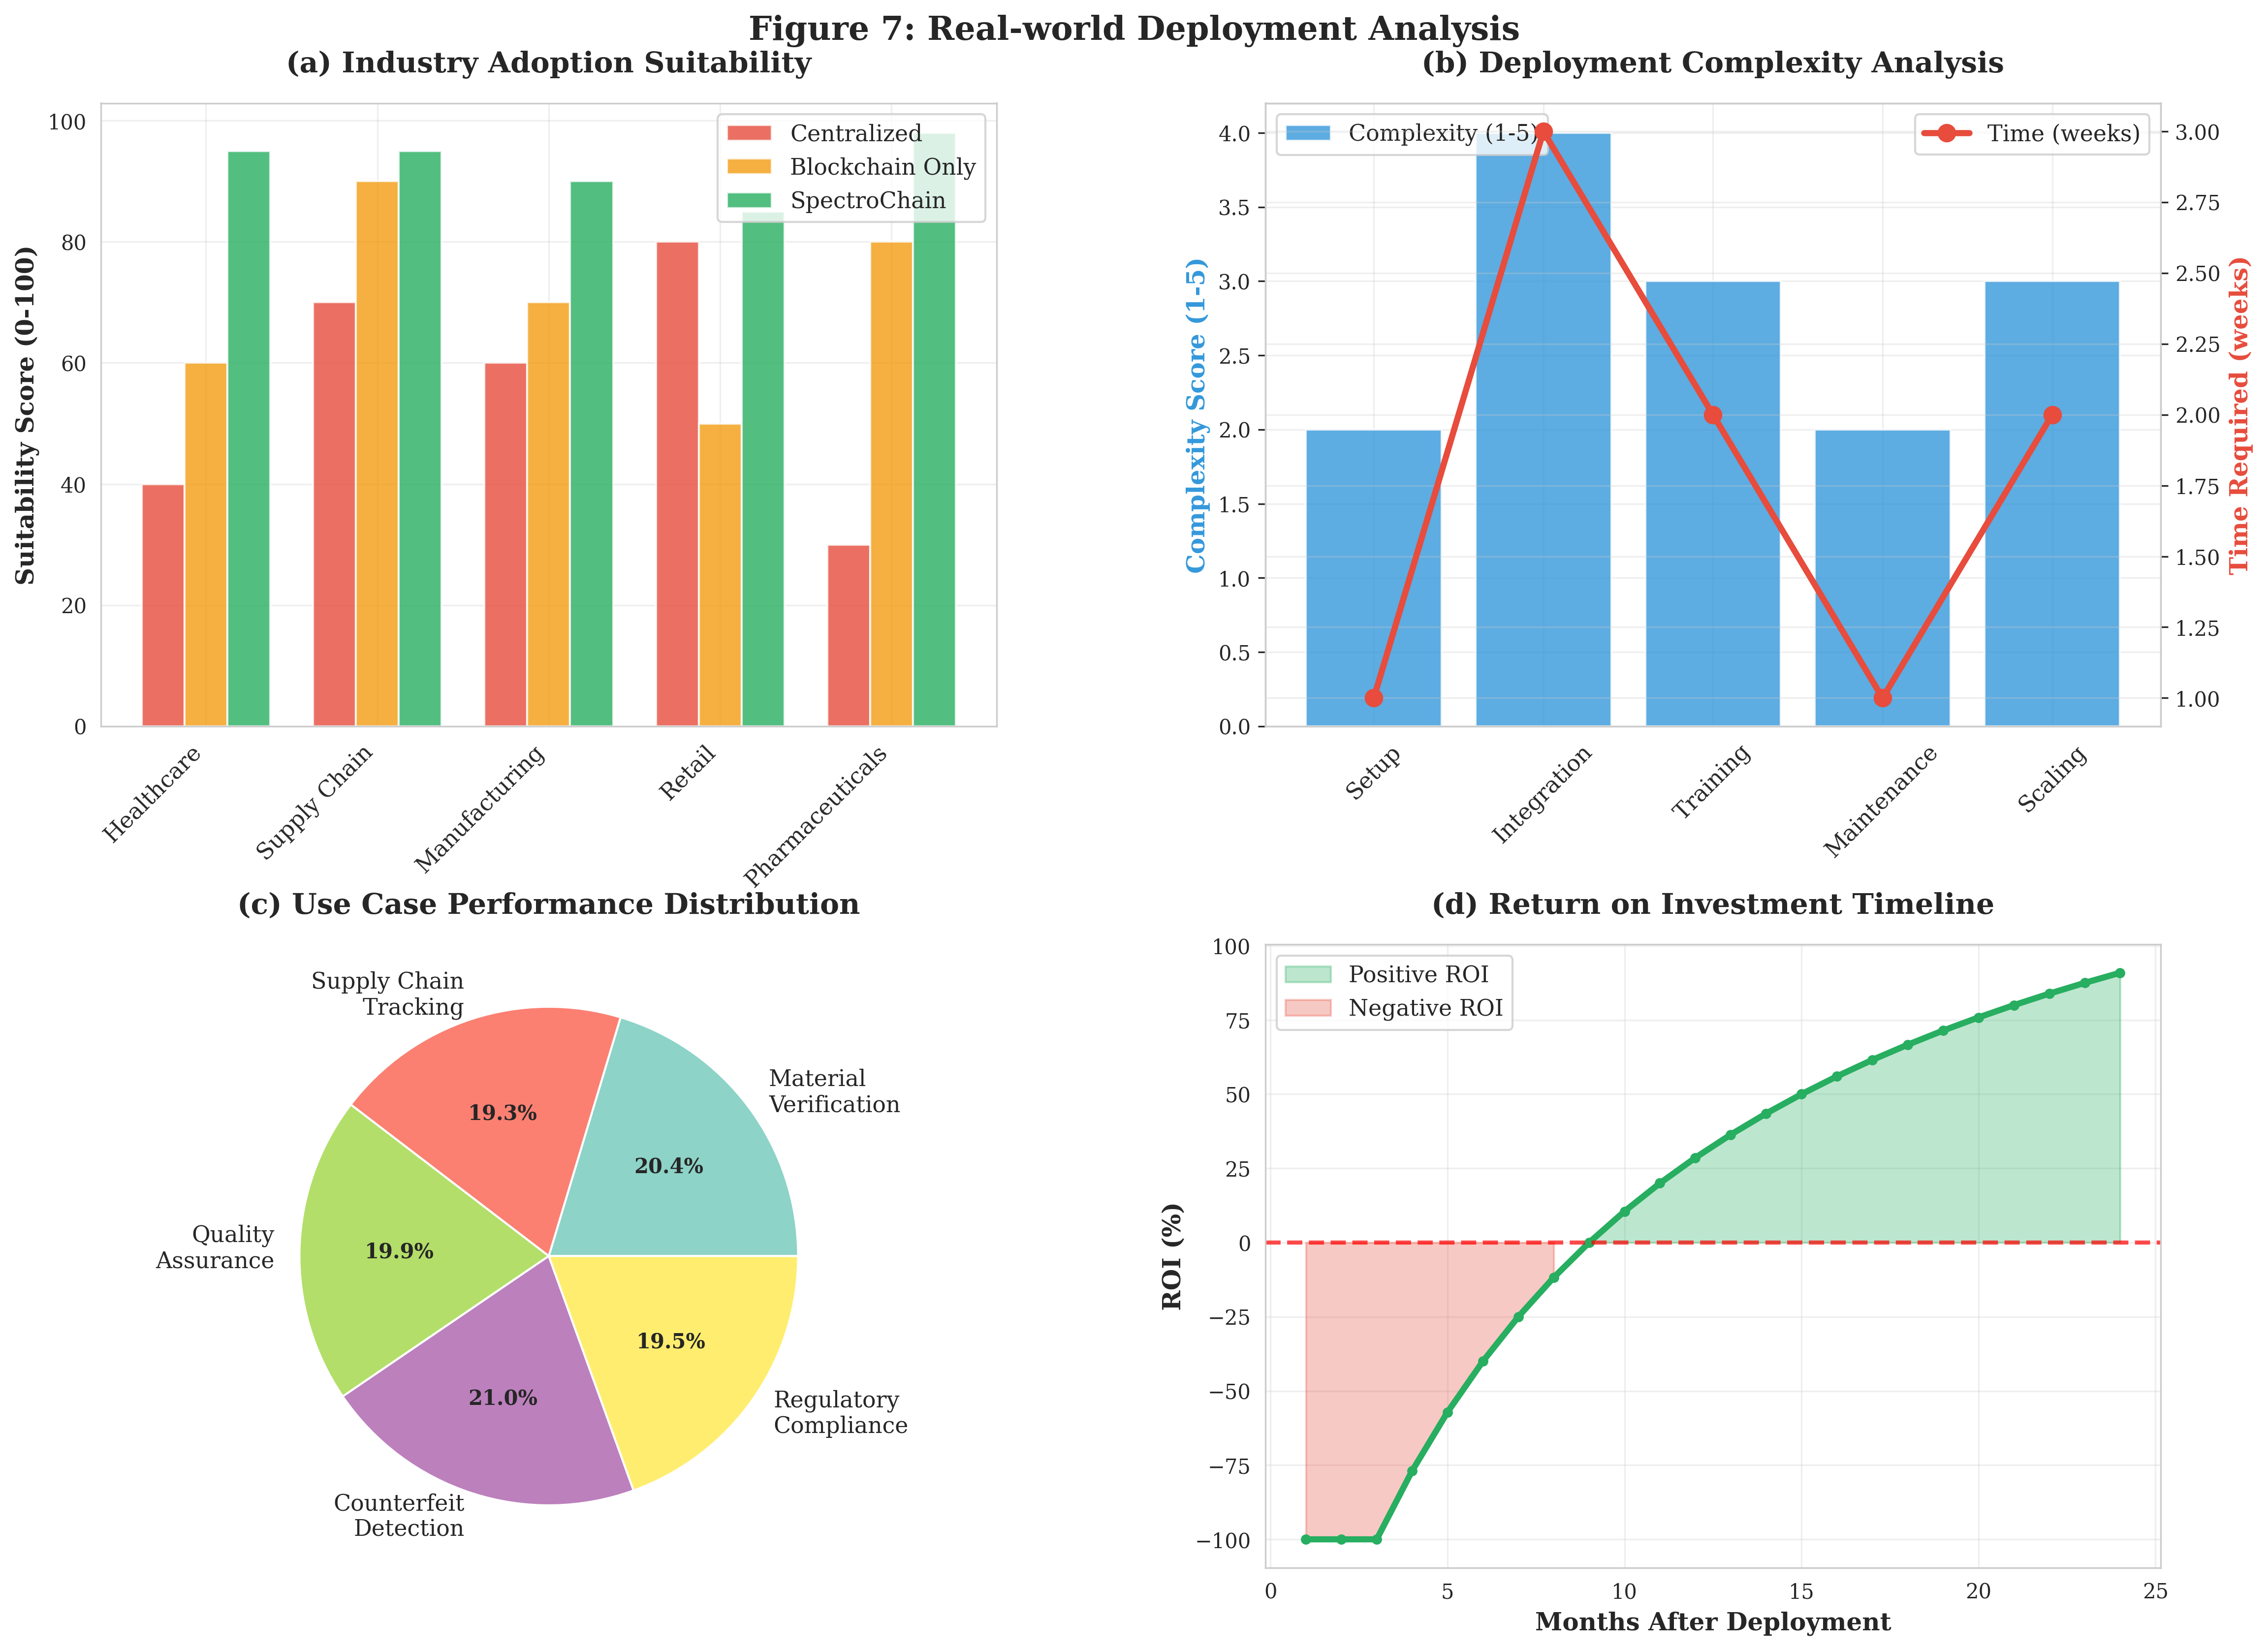 Figure 7: Real-world Deployment Analysis
(a) Industry Adoption Suitability
Suitability Score (0-100)
100
80
60
40
20
0
Centralized
Blockchain Only
SpectroChain
Healthcare
Supply Chain
Manufacturing
Retail
Pharmaceuticals
(b) Deployment Complexity Analysis
Complexity Score (1-5)
4.0
3.5
3.0
2.5
2.0
1.5
1.0
0.5
0.0
Complexity (1-5)
Time (weeks)
3.00
2.75
2.50
2.25
2.00
1.75
1.50
1.25
1.00
Time Required (weeks)
Setup
Integration
Training
Maintenance
Scaling
(c) Use Case Performance Distribution
Supply Chain
Tracking
Material
Verification
Quality
Assurance
Counterfeit
Detection
Regulatory
Compliance
19.3%
20.4%
19.9%
19.5%
21.0%
(d) Return on Investment Timeline
ROI (%)
100
75
50
25
0
−25
−50
−75
−100
Positive ROI
Negative ROI
0
5
10
15
20
25
Months After Deployment